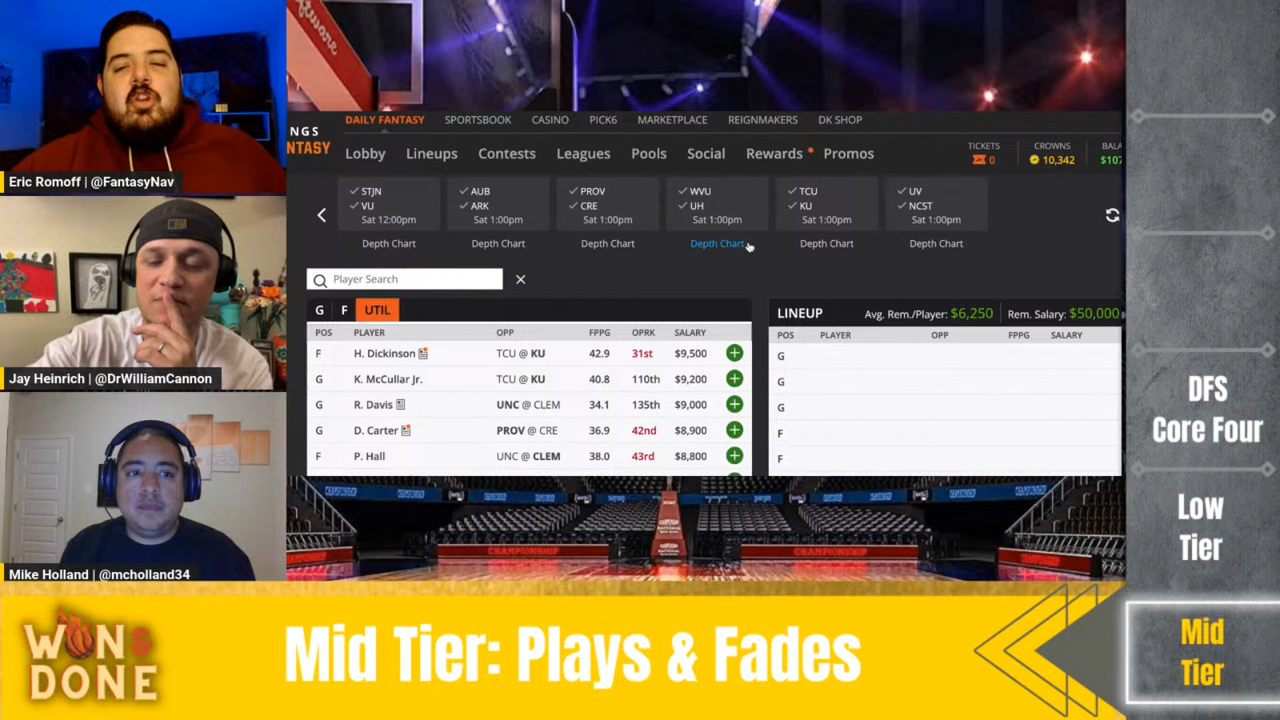 Eric Romoff | @FantasyNav
Jay Heinrich | @DrWilliamCannon
Mike Holland | @mcholland34
NGS
NTASY
DAILY FANTASY SPORTSBOOK CASINO PICK6 MARKETPLACE REIGNMAKERS DK SHOP
Lobby Lineups Contests Leagues Pools Social Rewards Promos
TICKETS CROWNS BALA
0 10,342 $107
STJN AUB PROV WVU TCU UV
VU ARK CRE UH KU NCST
Sat 12:00pm Sat 1:00pm Sat 1:00pm Sat 1:00pm Sat 1:00pm Sat 1:00pm
Depth Chart Depth Chart Depth Chart Depth Chart Depth Chart Depth Chart
Player Search
G F UTIL
POS PLAYER OPP FPPG OPRK SALARY
F H. Dickinson TCU @ KU 42.9 31st $9,500
G K. McCullar Jr. TCU @ KU 40.8 110th $9,200
G R. Davis UNC @ CLEM 34.1 135th $9,000
G D. Carter PROV @ CRE 36.9 42nd $8,900
F P. Hall UNC @ CLEM 38.0 43rd $8,800
LINEUP Avg. Rem./Player: $6,250 Rem. Salary: $50,000
POS PLAYER OPP FPPG SALARY
G
G
G
F
F
CHAMPIONSHIP
CHAMPIONSHIP
DFS
Core Four
Low
Tier
Mid
Tier
WON &
DONE
Mid Tier: Plays & Fades